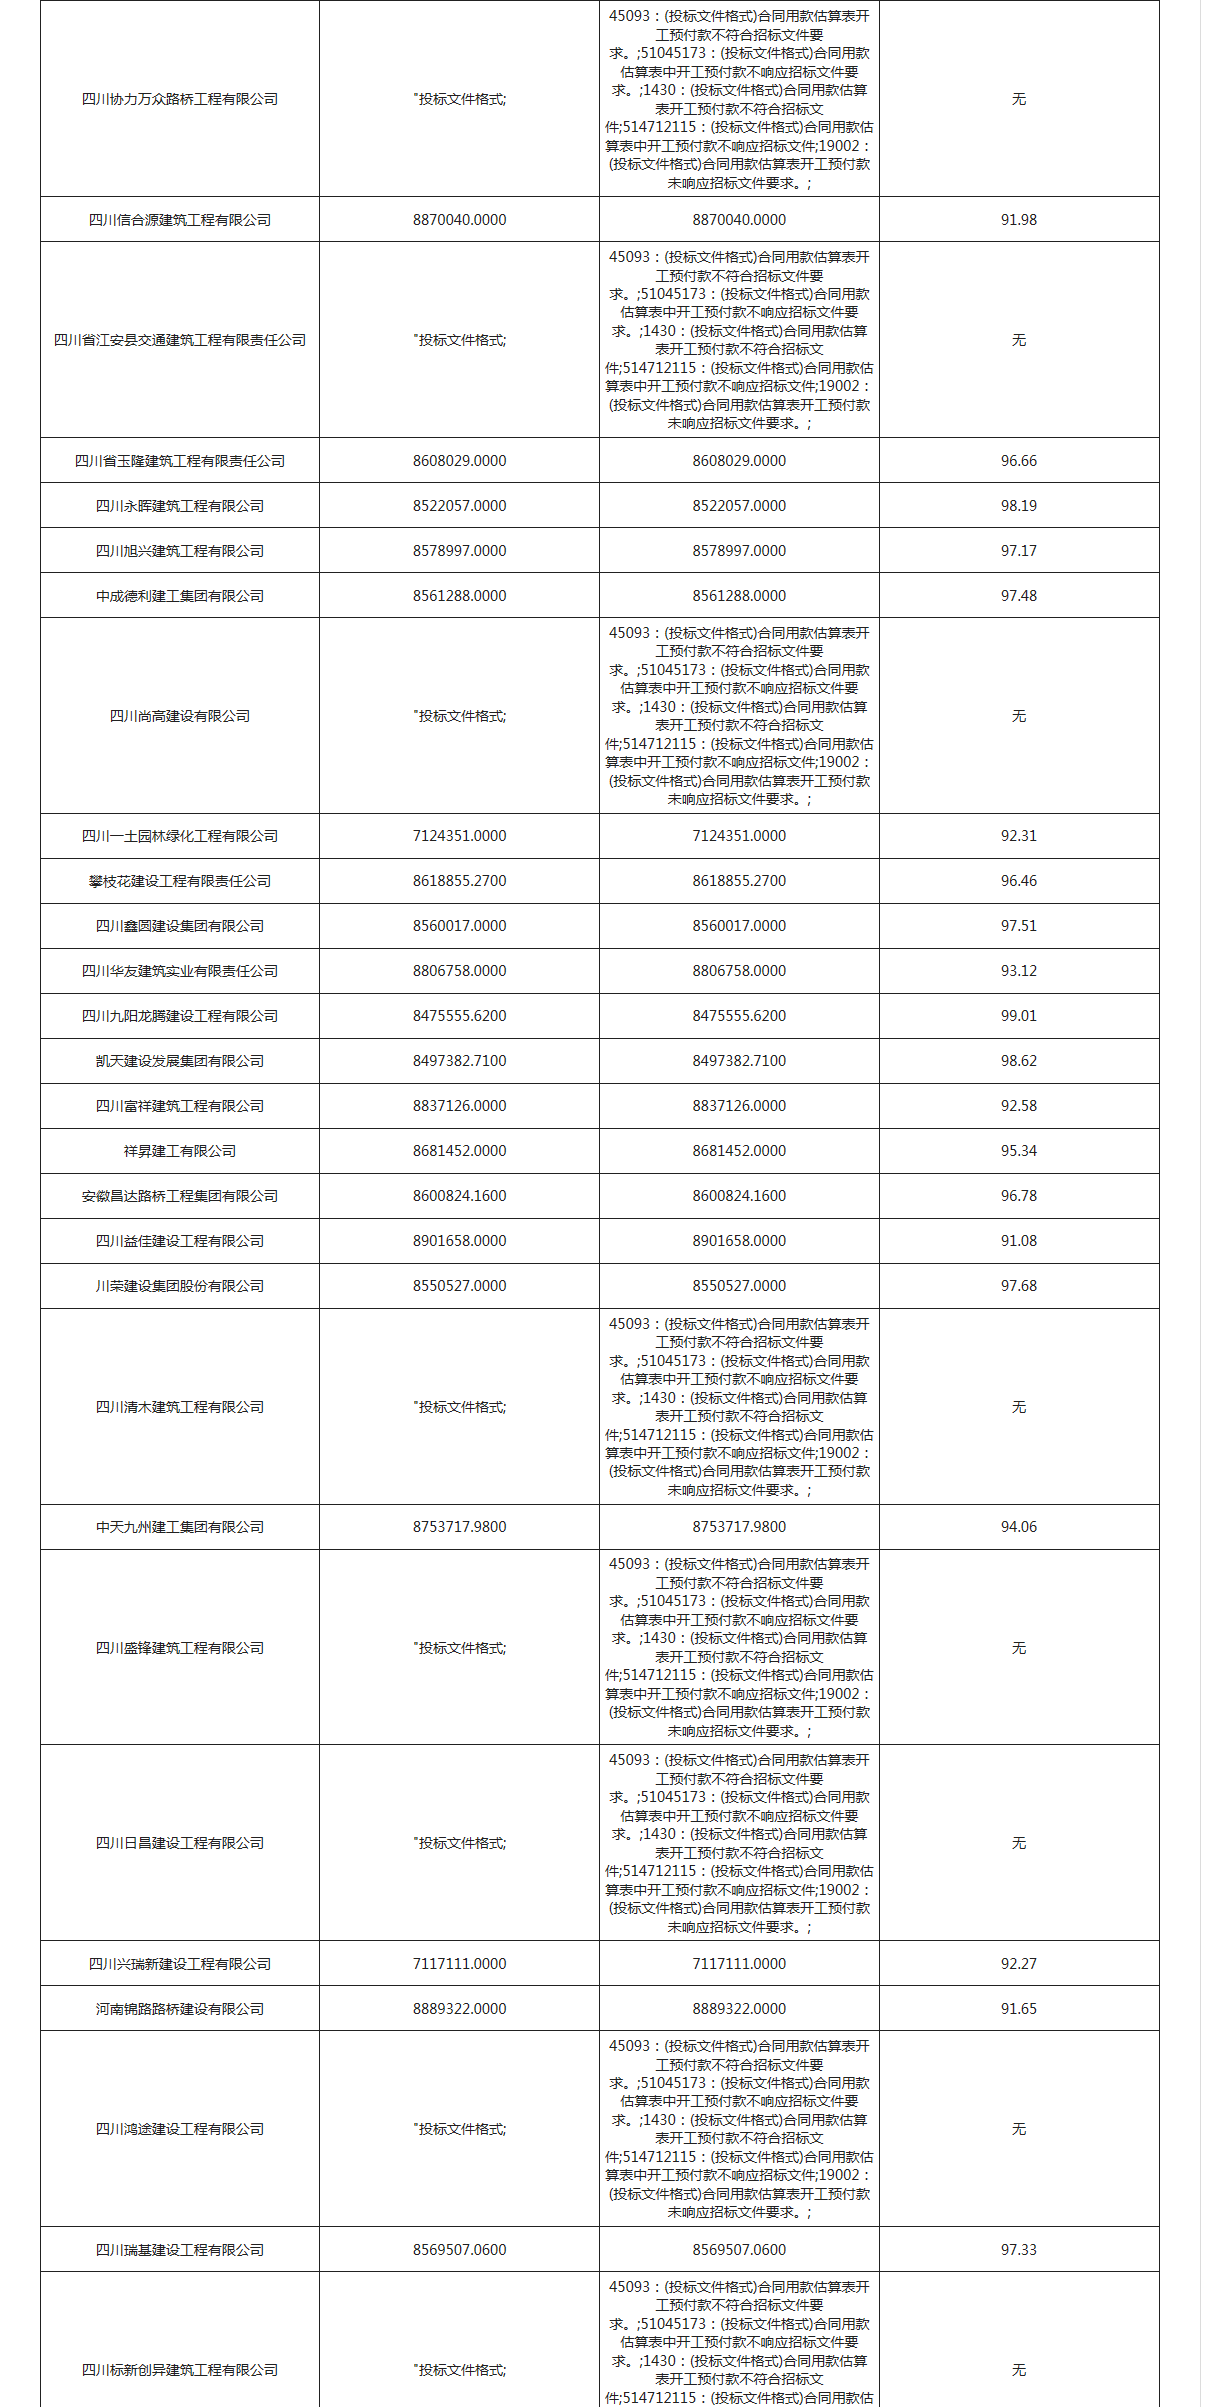 四川协力万众路桥工程有限公司
"投标文件格式;
45093：(投标文件格式)合同用款估算表开
工预付款不符合招标文件要
求。;51045173：(投标文件格式)合同用款
估算表中开工预付款不响应招标文件要
求。;1430：(投标文件格式)合同用款估算
表开工预付款不符合招标文
件;514712115：(投标文件格式)合同用款估
算表中开工预付款不响应招标文件;19002：
(投标文件格式)合同用款估算表开工预付款
未响应招标文件要求。;
无
四川信合源建筑工程有限公司
8870040.0000
8870040.0000
91.98
四川省江安县交通建筑工程有限责任公司
"投标文件格式;
45093：(投标文件格式)合同用款估算表开
工预付款不符合招标文件要
求。;51045173：(投标文件格式)合同用款
估算表中开工预付款不响应招标文件要
求。;1430：(投标文件格式)合同用款估算
表开工预付款不符合招标文
件;514712115：(投标文件格式)合同用款估
算表中开工预付款不响应招标文件;19002：
(投标文件格式)合同用款估算表开工预付款
未响应招标文件要求。;
无
四川省玉隆建筑工程有限责任公司
8608029.0000
8608029.0000
96.66
四川永晖建筑工程有限公司
8522057.0000
8522057.0000
98.19
四川旭兴建筑工程有限公司
8578997.0000
8578997.0000
97.17
中成德利建工集团有限公司
8561288.0000
8561288.0000
97.48
四川尚高建设有限公司
"投标文件格式;
45093：(投标文件格式)合同用款估算表开
工预付款不符合招标文件要
求。;51045173：(投标文件格式)合同用款
估算表中开工预付款不响应招标文件要
求。;1430：(投标文件格式)合同用款估算
表开工预付款不符合招标文
件;514712115：(投标文件格式)合同用款估
算表中开工预付款不响应招标文件;19002：
(投标文件格式)合同用款估算表开工预付款
未响应招标文件要求。;
无
四川一土园林绿化工程有限公司
7124351.0000
7124351.0000
92.31
攀枝花建设工程有限责任公司
8618855.2700
8618855.2700
96.46
四川鑫圆建设集团有限公司
8560017.0000
8560017.0000
97.51
四川华友建筑实业有限责任公司
8806758.0000
8806758.0000
93.12
四川九阳龙腾建设工程有限公司
8475555.6200
8475555.6200
99.01
凯天建设发展集团有限公司
8497382.7100
8497382.7100
98.62
四川富祥建筑工程有限公司
8837126.0000
8837126.0000
92.58
祥昇建工有限公司
8681452.0000
8681452.0000
95.34
安徽昌达路桥工程集团有限公司
8600824.1600
8600824.1600
96.78
四川益佳建设工程有限公司
8901658.0000
8901658.0000
91.08
川荣建设集团股份有限公司
8550527.0000
8550527.0000
97.68
四川清木建筑工程有限公司
"投标文件格式;
45093：(投标文件格式)合同用款估算表开
工预付款不符合招标文件要
求。;51045173：(投标文件格式)合同用款
估算表中开工预付款不响应招标文件要
求。;1430：(投标文件格式)合同用款估算
表开工预付款不符合招标文
件;514712115：(投标文件格式)合同用款估
算表中开工预付款不响应招标文件;19002：
(投标文件格式)合同用款估算表开工预付款
未响应招标文件要求。;
无
中天九州建工集团有限公司
8753717.9800
8753717.9800
94.06
四川盛锋建筑工程有限公司
"投标文件格式;
45093：(投标文件格式)合同用款估算表开
工预付款不符合招标文件要
求。;51045173：(投标文件格式)合同用款
估算表中开工预付款不响应招标文件要
求。;1430：(投标文件格式)合同用款估算
表开工预付款不符合招标文
件;514712115：(投标文件格式)合同用款估
算表中开工预付款不响应招标文件;19002：
(投标文件格式)合同用款估算表开工预付款
未响应招标文件要求。;
无
四川日昌建设工程有限公司
"投标文件格式;
45093：(投标文件格式)合同用款估算表开
工预付款不符合招标文件要
求。;51045173：(投标文件格式)合同用款
估算表中开工预付款不响应招标文件要
求。;1430：(投标文件格式)合同用款估算
表开工预付款不符合招标文
件;514712115：(投标文件格式)合同用款估
算表中开工预付款不响应招标文件;19002：
(投标文件格式)合同用款估算表开工预付款
未响应招标文件要求。;
无
四川兴瑞新建设工程有限公司
7117111.0000
7117111.0000
92.27
河南锦路路桥建设有限公司
8889322.0000
8889322.0000
91.65
四川鸿途建设工程有限公司
"投标文件格式;
45093：(投标文件格式)合同用款估算表开
工预付款不符合招标文件要
求。;51045173：(投标文件格式)合同用款
估算表中开工预付款不响应招标文件要
求。;1430：(投标文件格式)合同用款估算
表开工预付款不符合招标文
件;514712115：(投标文件格式)合同用款估
算表中开工预付款不响应招标文件;19002：
(投标文件格式)合同用款估算表开工预付款
未响应招标文件要求。;
无
四川瑞基建设工程有限公司
8569507.0600
8569507.0600
97.33
四川标新创异建筑工程有限公司
"投标文件格式;
45093：(投标文件格式)合同用款估算表开
工预付款不符合招标文件要
求。;51045173：(投标文件格式)合同用款
估算表中开工预付款不响应招标文件要
求。;1430：(投标文件格式)合同用款估算
表开工预付款不符合招标文
件;514712115：(投标文件格式)合同用款估
无